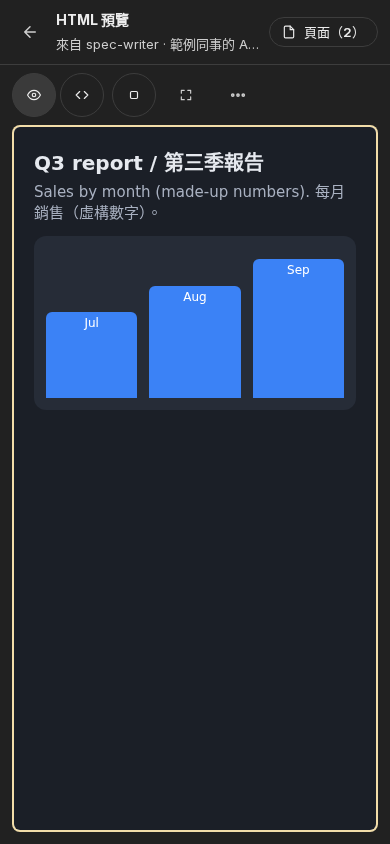 HTML 預覽
來自 spec-writer · 範例同事的 A…
頁面（2）
Q3 report / 第三季報告
Sales by month (made-up numbers). 每月
銷售（虛構數字）。
Jul
Aug
Sep